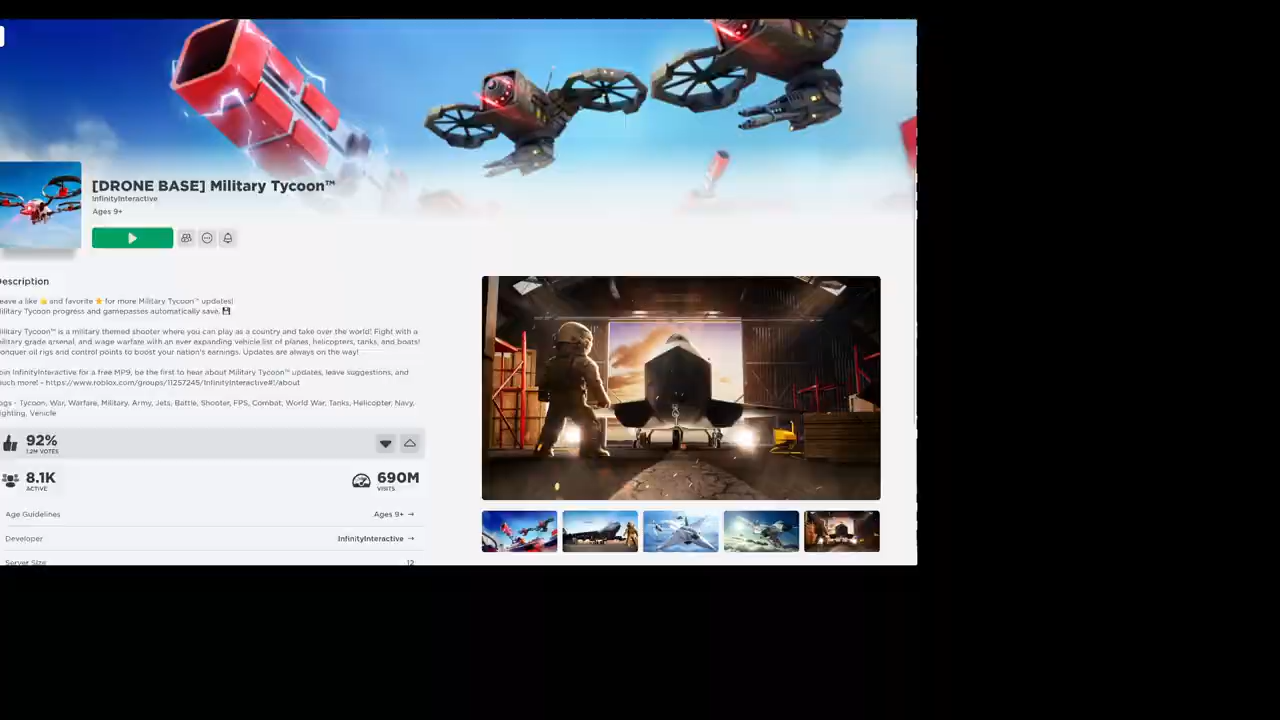 [DRONE BASE] Military Tycoon™
InfinityInteractive
Ages 9+
escription
eave a like 👍 and favorite ⭐ for more Military Tycoon™ updates!
ilitary Tycoon progress and gamepasses automatically save. 💾
ilitary Tycoon™ is a military themed shooter where you can play as a country and take over the world! Fight with a
ilitary grade arsenal, and wage warfare with an ever expanding vehicle list of planes, helicopters, tanks, and boats!
onquer oil rigs and control points to boost your nation's earnings. Updates are always on the way!
oin InfinityInteractive for a free MP9, be the first to hear about Military Tycoon™ updates, leave suggestions, and
uch more! - https://www.roblox.com/groups/11257245/InfinityInteractive#!/about
ags - Tycoon, War, Warfare, Military, Army, Jets, Battle, Shooter, FPS, Combat, World War, Tanks, Helicopter, Navy,
ighting, Vehicle
92%
1.2M VOTES
8.1K
ACTIVE
690M
VISITS
Age Guidelines
Ages 9+ →
Developer
InfinityInteractive →
Server Size
12